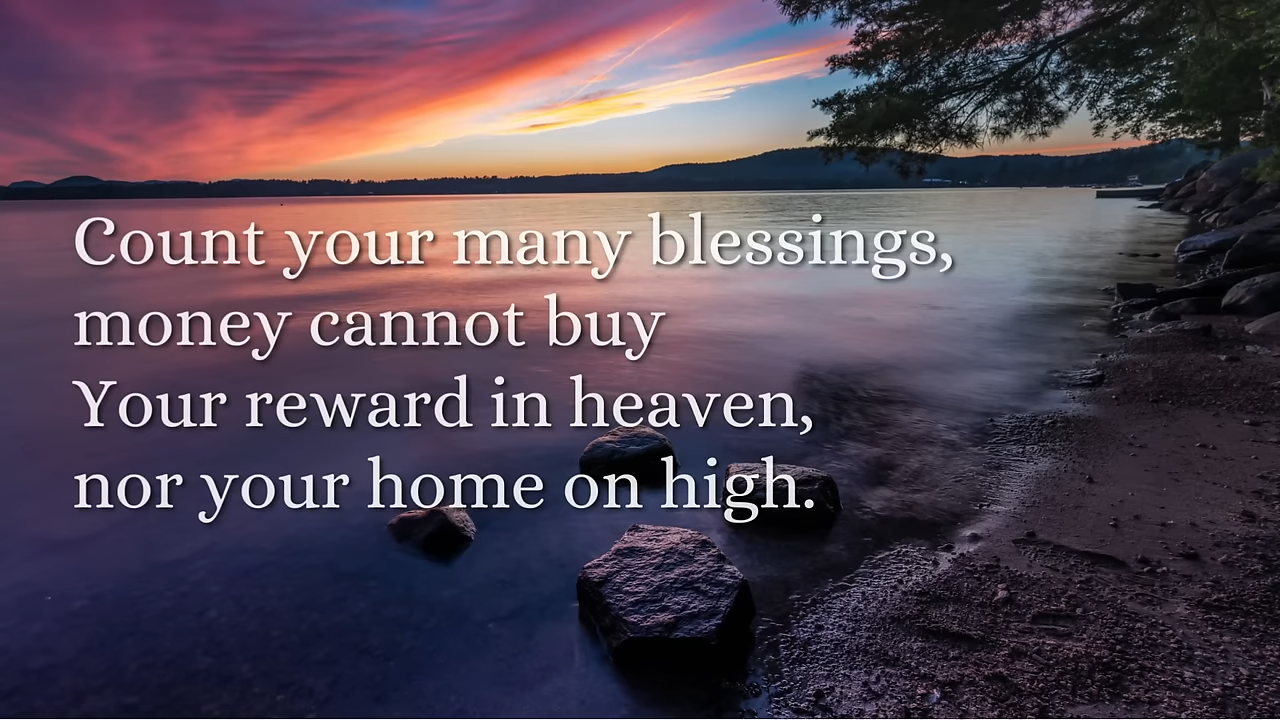 Count your many blessings,
money cannot buy
Your reward in heaven,
nor your home on high.